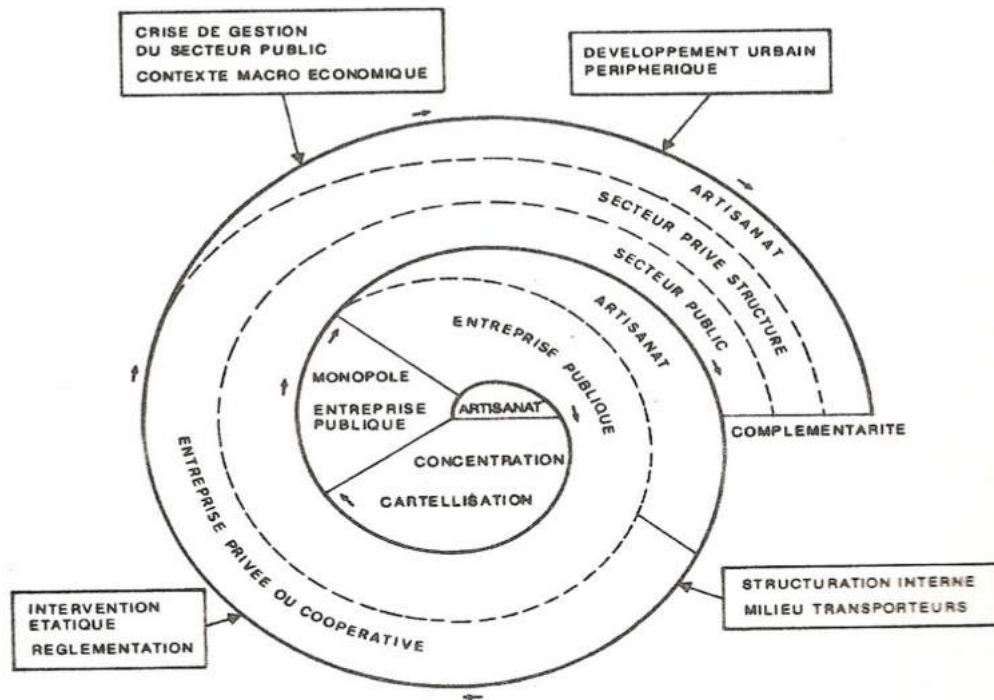 CRISE DE GESTION
DU SECTEUR PUBLIC
CONTEXTE MACRO ECONOMIQUE
DEVELOPPEMENT URBAIN
PERIPHERIQUE
ARTISANAT
SECTEUR PRIVE STRUCTURE
SECTEUR PUBLIC
ARTISANAT
ENTREPRISE PUBLIQUE
MONOPOLE
ENTREPRISE
PUBLIQUE
ARTISANAT
CONCENTRATION
CARTELLISATION
COMPLEMENTARITE
ENTREPRISE PRIVEE OU COOPERATIVE
INTERVENTION
ETATIQUE
REGLEMENTATION
STRUCTURATION INTERNE
MILIEU TRANSPORTEURS